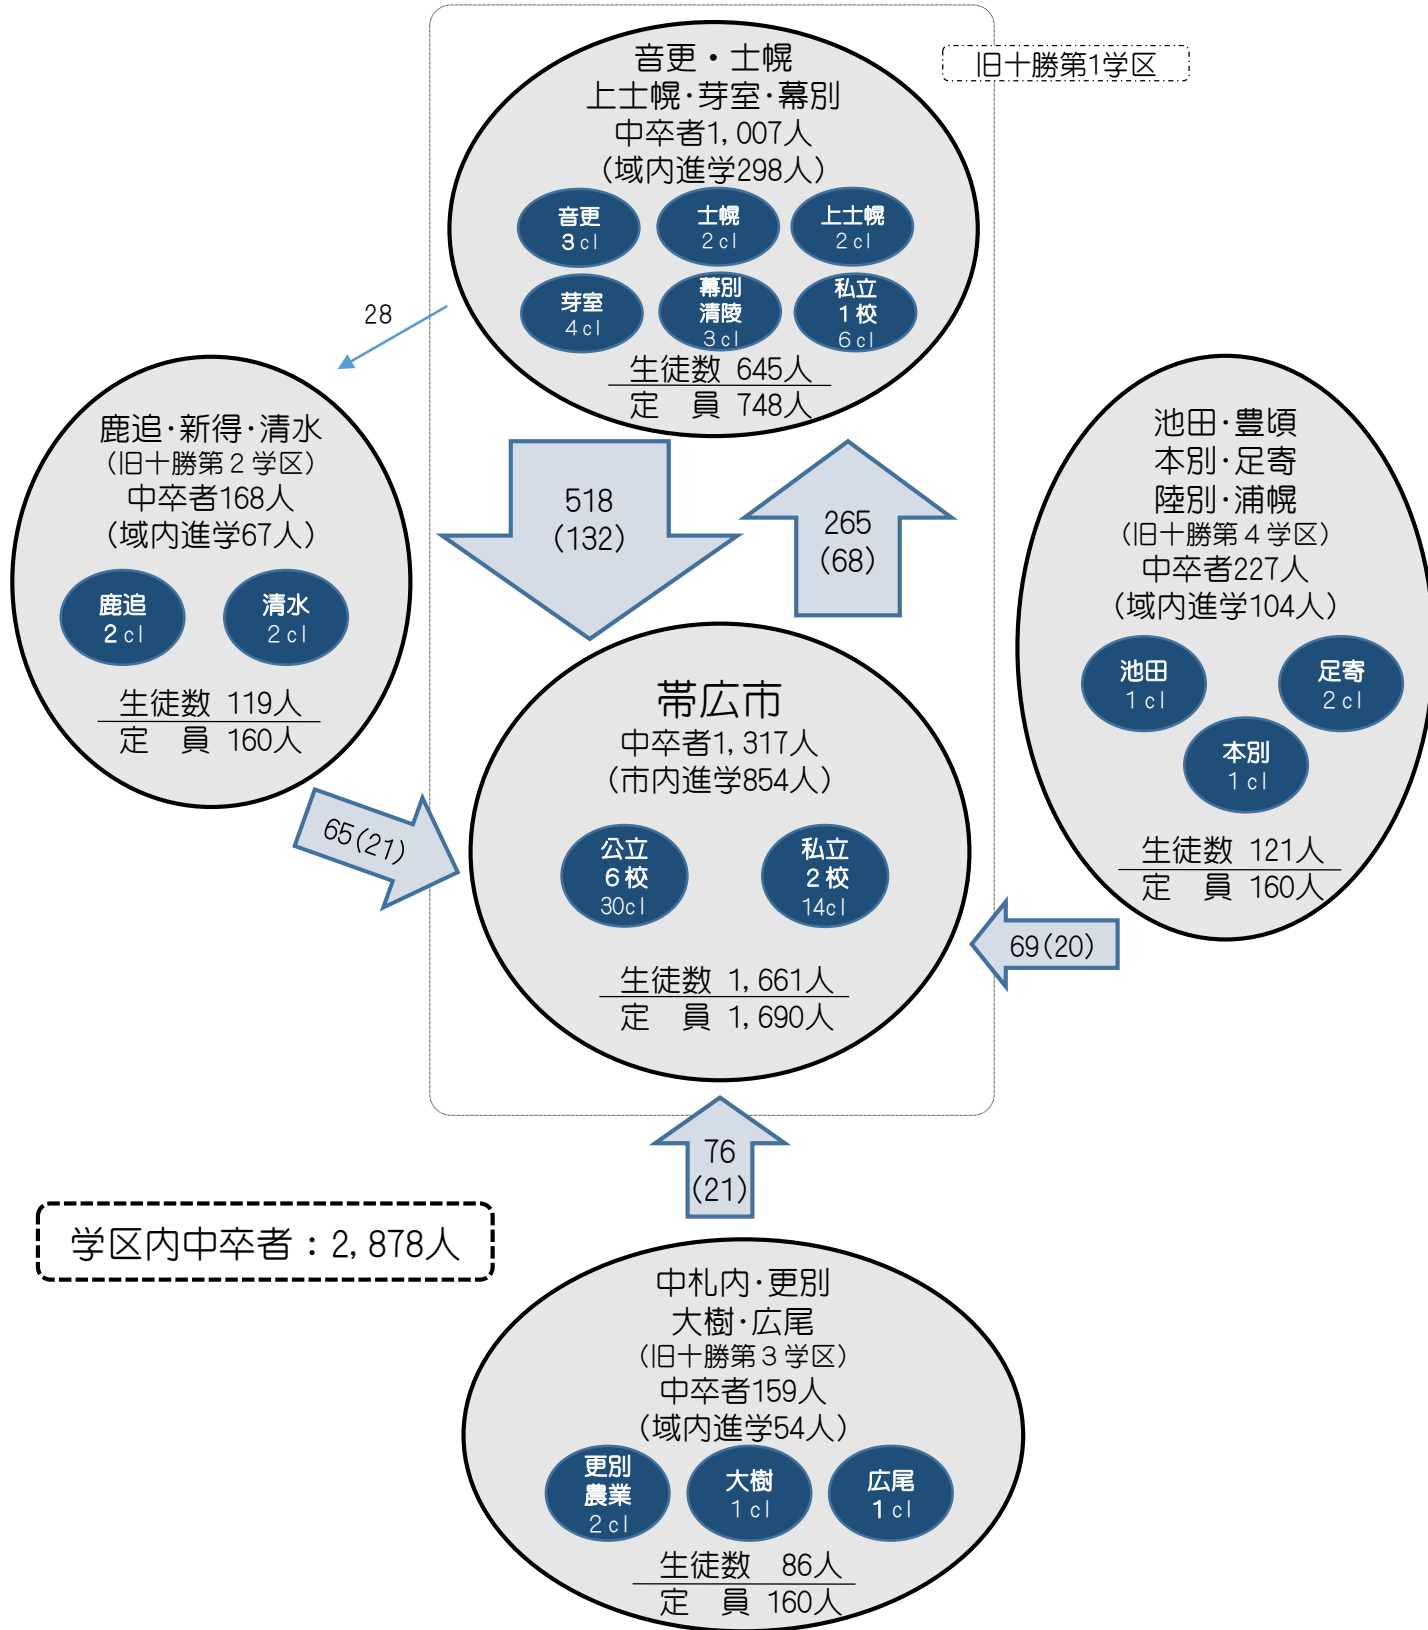 旧十勝第1学区
音更・士幌
上士幌・芽室・幕別
中卒者1,007人
(域内進学298人)
音更
3cl
士幌
2cl
上士幌
2cl
芽室
4cl
幕別
清陵
3cl
私立
1校
6cl
生徒数 645人
定　員 748人
28
鹿追・新得・清水
(旧十勝第2学区)
中卒者168人
(域内進学67人)
鹿追
2cl
清水
2cl
生徒数 119人
定　員 160人
518
(132)
265
(68)
池田・豊頃
本別・足寄
陸別・浦幌
(旧十勝第4学区)
中卒者227人
(域内進学104人)
池田
1cl
足寄
2cl
本別
1cl
生徒数 121人
定　員 160人
帯広市
中卒者1,317人
(市内進学854人)
公立
6校
30cl
私立
2校
14cl
生徒数 1,661人
定　員 1,690人
65(21)
69(20)
76
(21)
学区内中卒者：2,878人
中札内・更別
大樹・広尾
(旧十勝第3学区)
中卒者159人
(域内進学54人)
更別
農業
2cl
大樹
1cl
広尾
1cl
生徒数　86人
定　員 160人